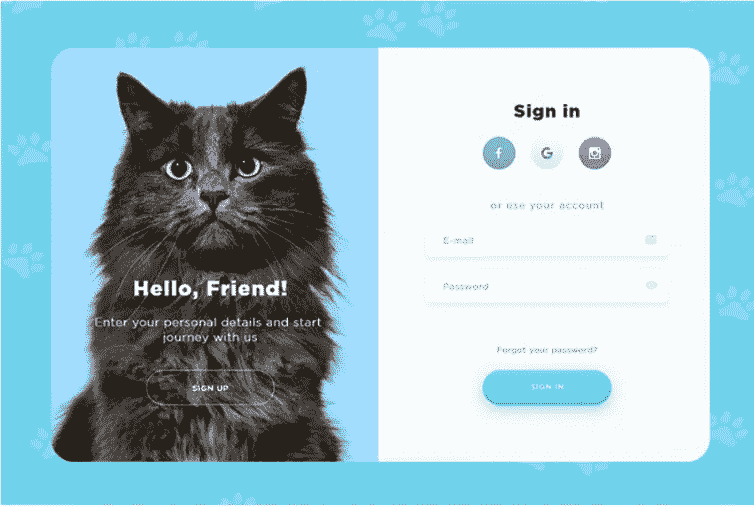 Hello, Friend!
Enter your personal details and start
journey with us
SIGN UP
Sign in
f
G
or use your account
E-mail
Password
Forgot your password?
SIGN IN